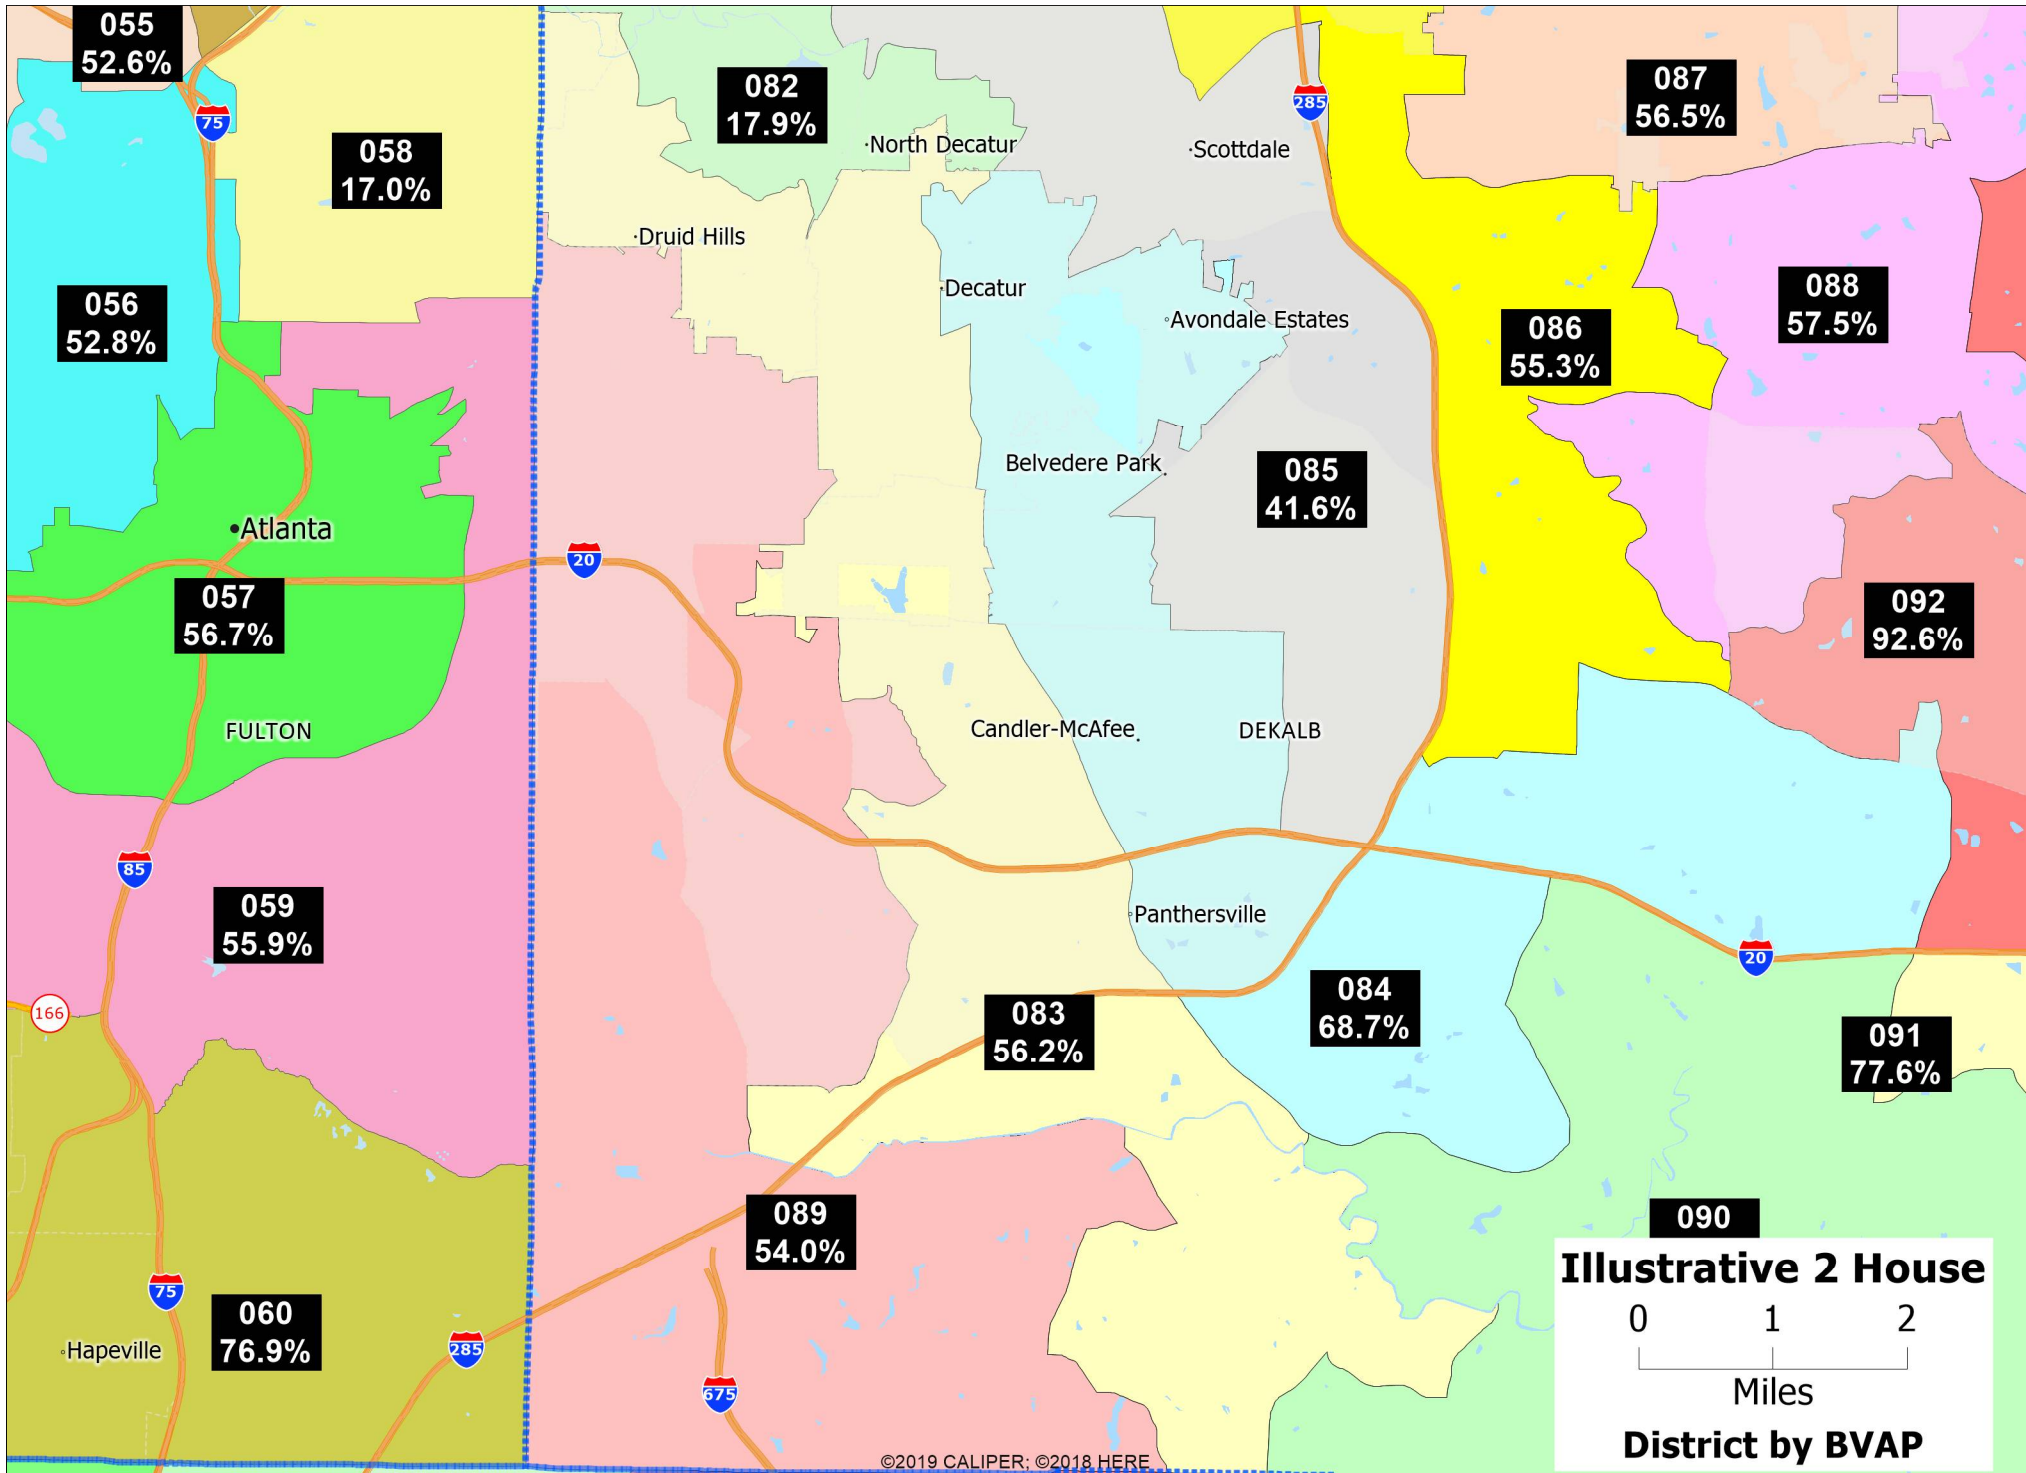 055
52.6%
75
058
17.0%
082
17.9%
North Decatur
Scottdale
285
087
56.5%
Druid Hills
Decatur
Avondale Estates
056
52.8%
086
55.3%
088
57.5%
Belvedere Park
085
41.6%
Atlanta
20
057
56.7%
092
92.6%
FULTON
Candler-McAfee
DEKALB
85
059
55.9%
Panthersville
20
166
083
56.2%
084
68.7%
091
77.6%
089
54.0%
090
75
060
76.9%
Hapeville
285
675
Illustrative 2 House
0 1 2
Miles
District by BVAP
©2019 CALIPER; ©2018 HERE